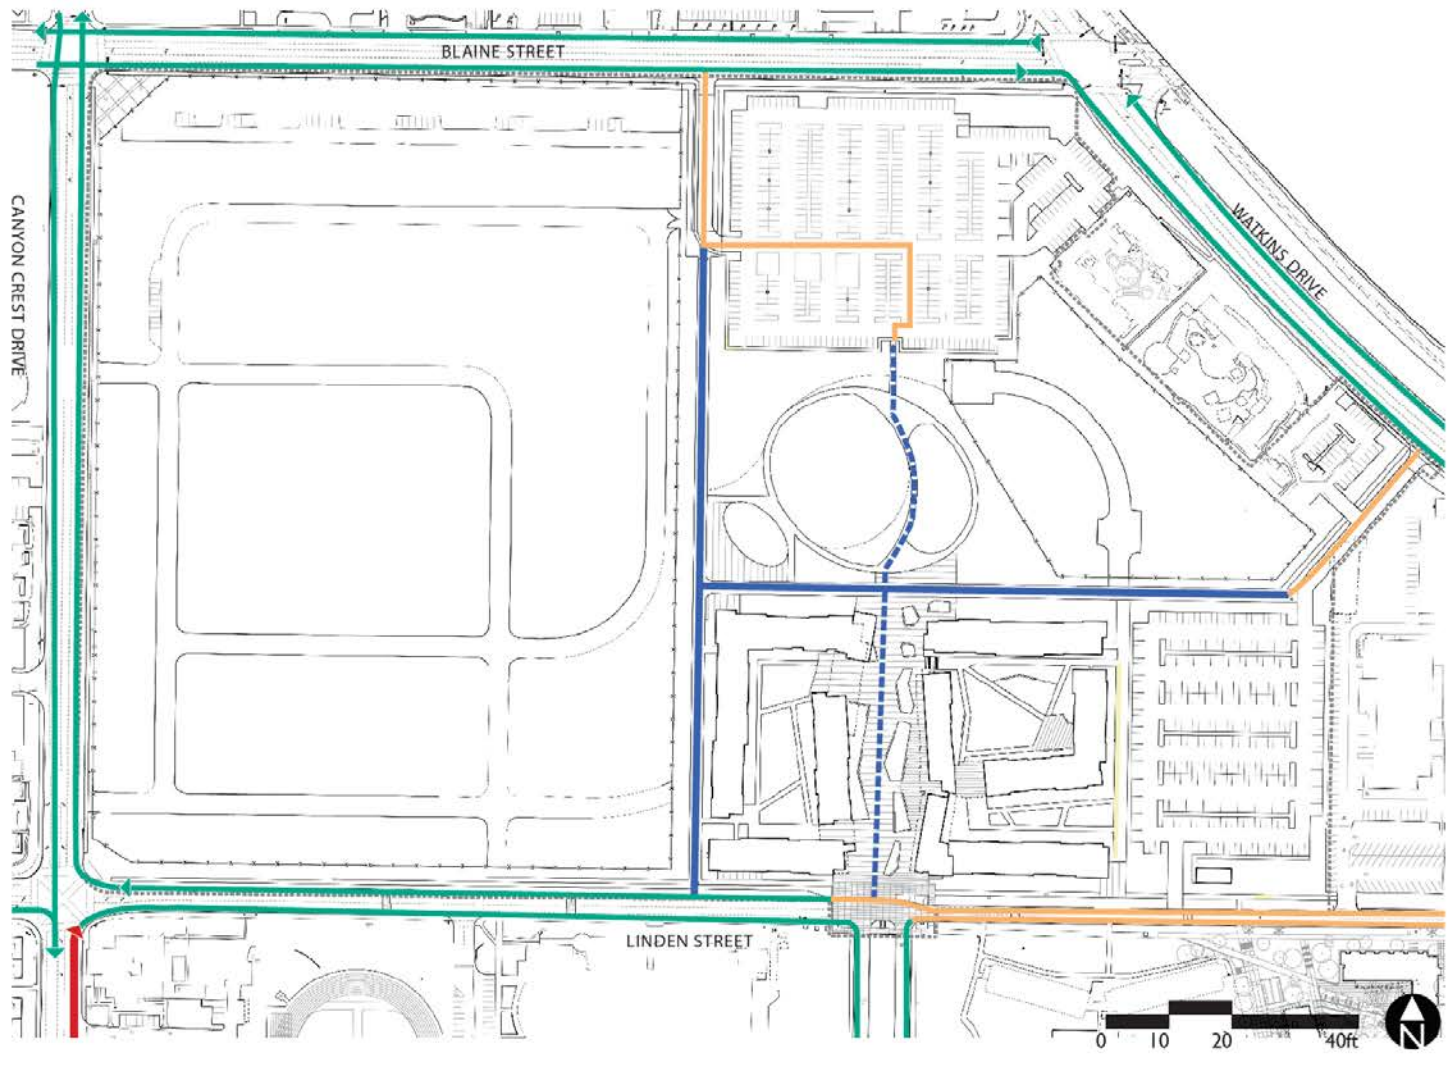 BLAINE STREET
CANYON CREST DRIVE
WATKINS DRIVE
LINDEN STREET
0 10 20 40ft
N